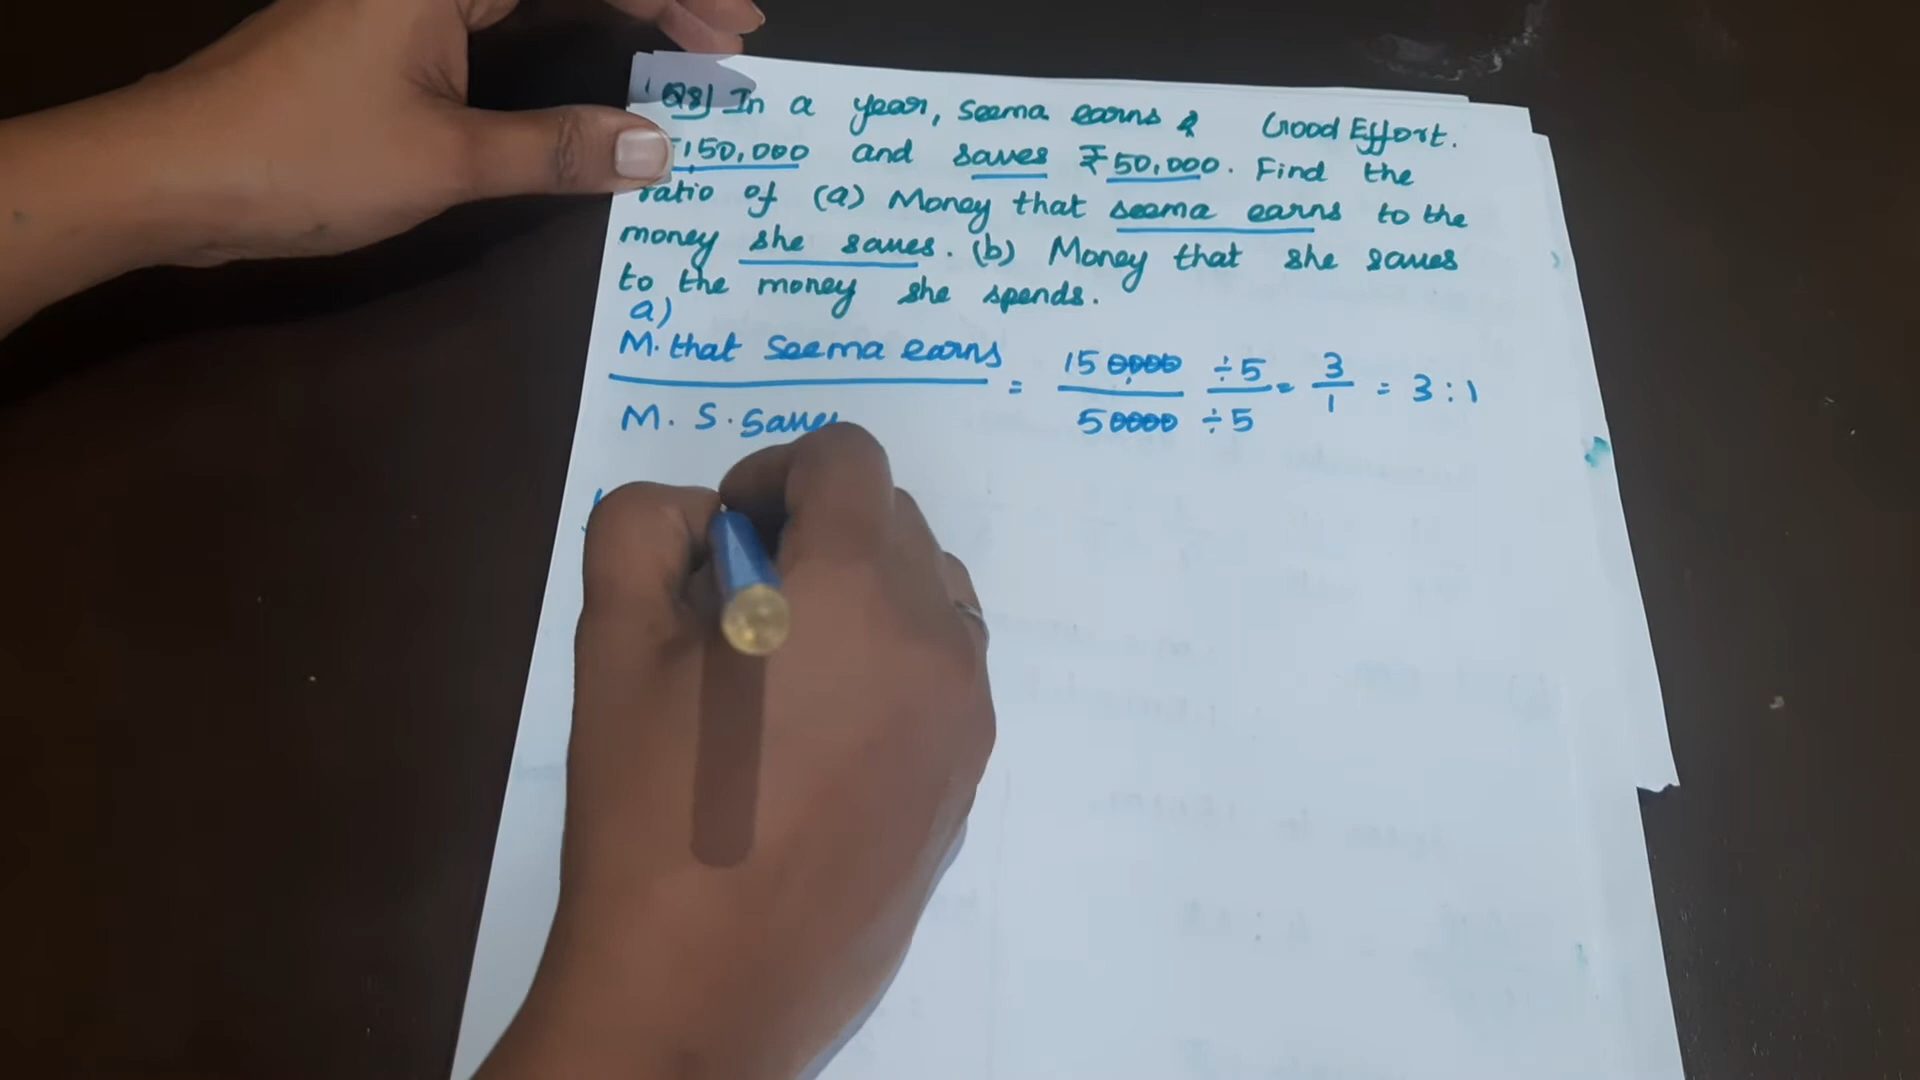 Q8] In a year, Seema earns & Good Effort.
₹150,000 and saves ₹50,000. Find the
ratio of (a) Money that seema earns to the
money she saves. (b) Money that she saves
to the money she spends.
a)
M. that Seema earns
M. S. Saves
= 150000 ÷5 / 50000 ÷5 = 3/1 = 3 : 1